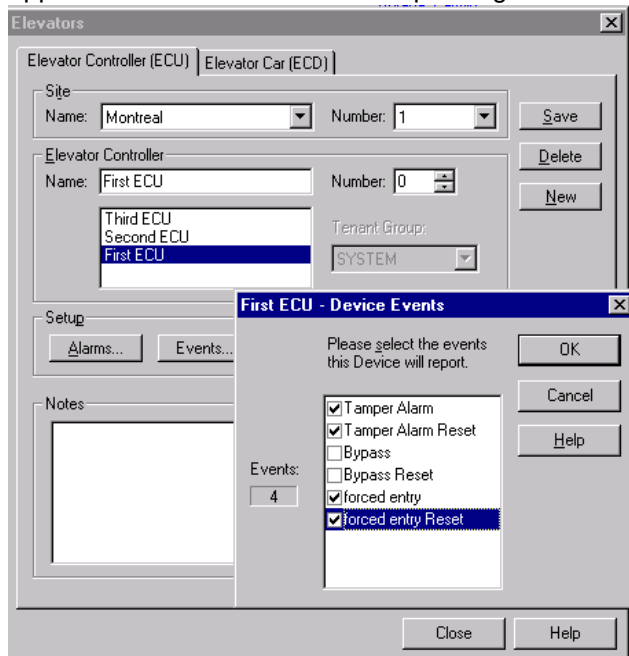 Elevators
Elevator Controller (ECU) Elevator Car (ECD)
Site
Name: Montreal Number: 1 Save
Elevator Controller Delete
Name: First ECU Number: 0 New
Third ECU
Second ECU
First ECU
Tenant Group:
SYSTEM
Setup
Alarms... Events...
Notes
First ECU - Device Events
Please select the events
this Device will report.
OK
Cancel
Help
Events:
4
Tamper Alarm
Tamper Alarm Reset
Bypass
Bypass Reset
forced entry
forced entry Reset
Close Help